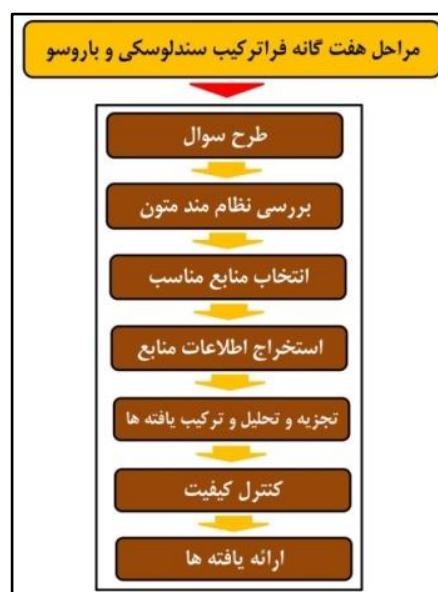 مراحل هفت گانه فراترکیب سندلوسکی و باروسو
طرح سوال
بررسی نظام مند متون
انتخاب منابع مناسب
استخراج اطلاعات منابع
تجزیه و تحلیل و ترکیب یافته ها
کنترل کیفیت
ارائه یافته ها